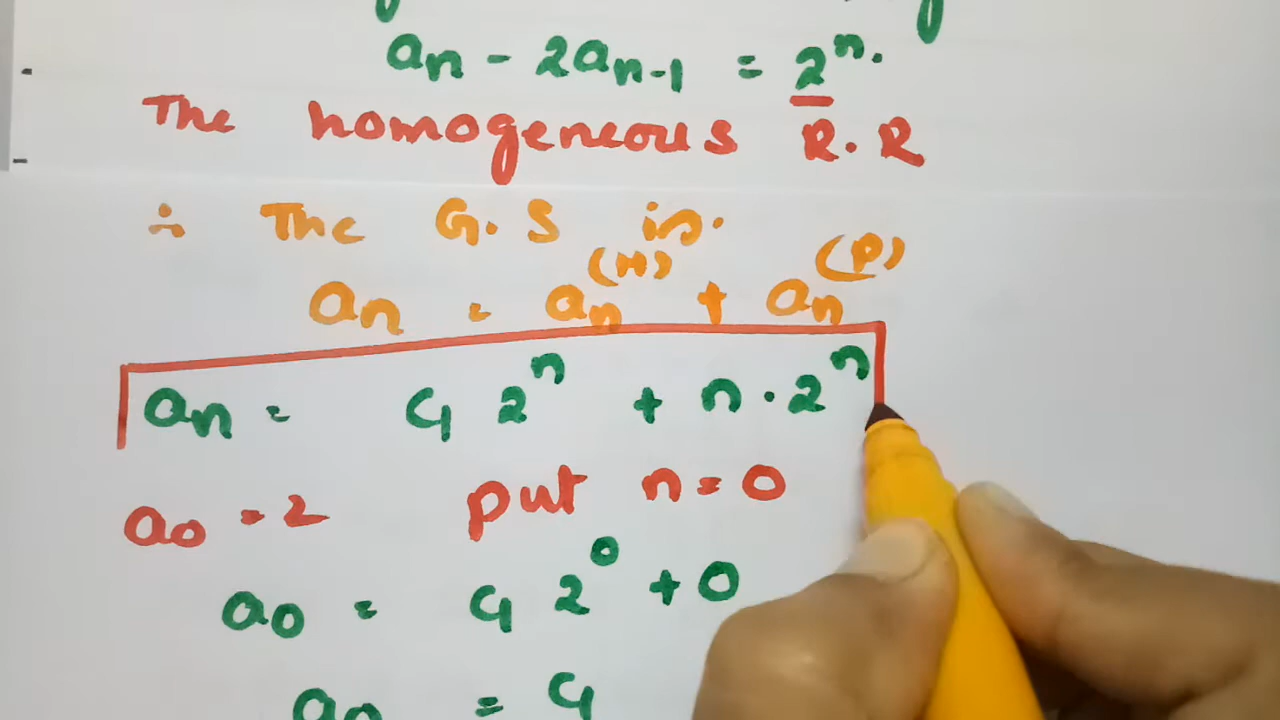 an - 2an-1 = 2^n.
The homogeneous R.R
∴ The G.S is.
an = an^(H) + an^(P)
an = C1 2^n + n.2^n
a0 = 2 put n = 0
a0 = C1 2^0 + 0
a0 = C1